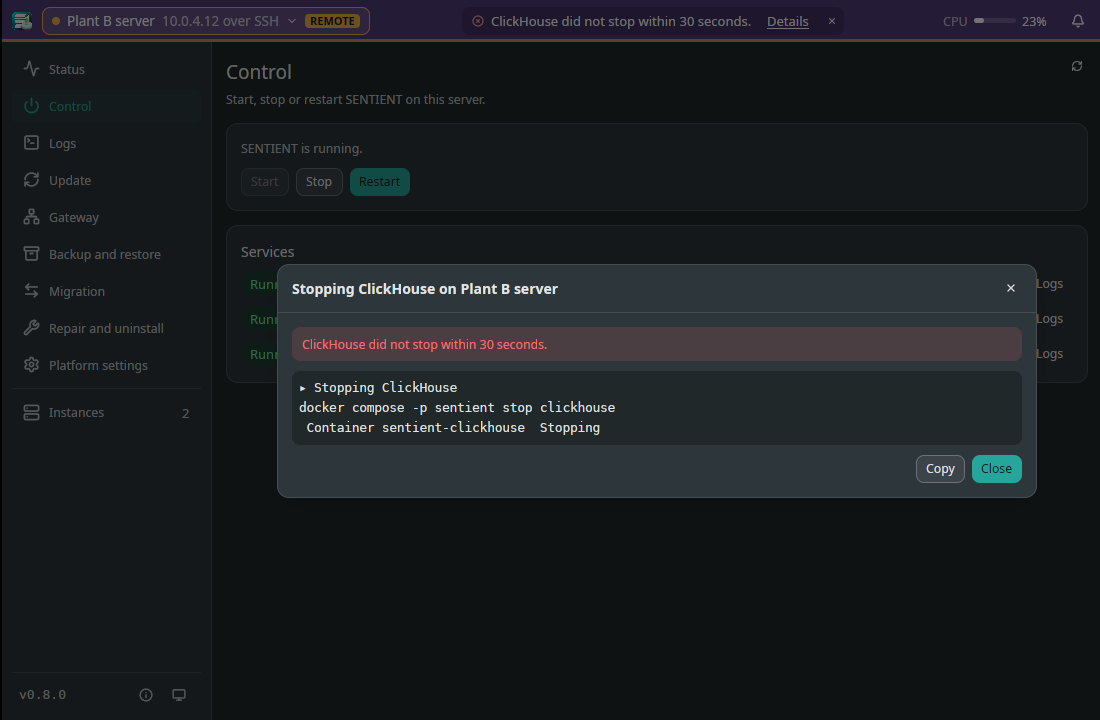 Plant B server 10.0.4.12 over SSH REMOTE
ClickHouse did not stop within 30 seconds. Details ×
CPU 23%
Status
Control
Logs
Update
Gateway
Backup and restore
Migration
Repair and uninstall
Platform settings
Instances 2
v0.8.0
Control
Start, stop or restart SENTIENT on this server.
SENTIENT is running.
Start Stop Restart
Services
Logs
Logs
Logs
Stopping ClickHouse on Plant B server ×
ClickHouse did not stop within 30 seconds.
▸ Stopping ClickHouse
docker compose -p sentient stop clickhouse
Container sentient-clickhouse  Stopping
Copy Close